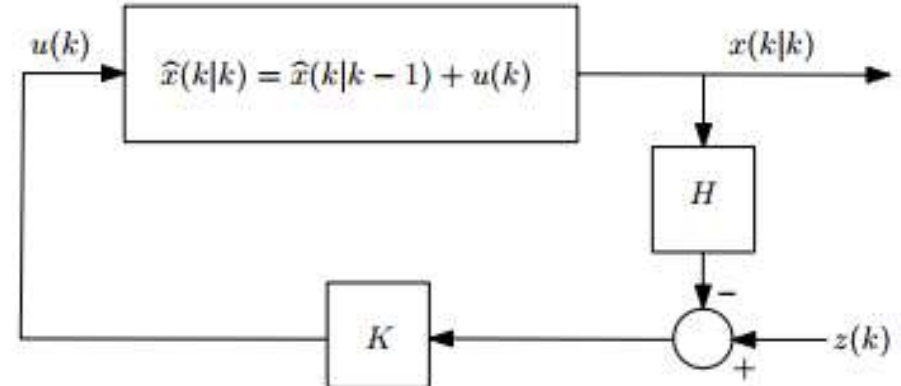 u(k)
x̂(k|k) = x̂(k|k − 1) + u(k)
x(k|k)
H
−
K
z(k)
+